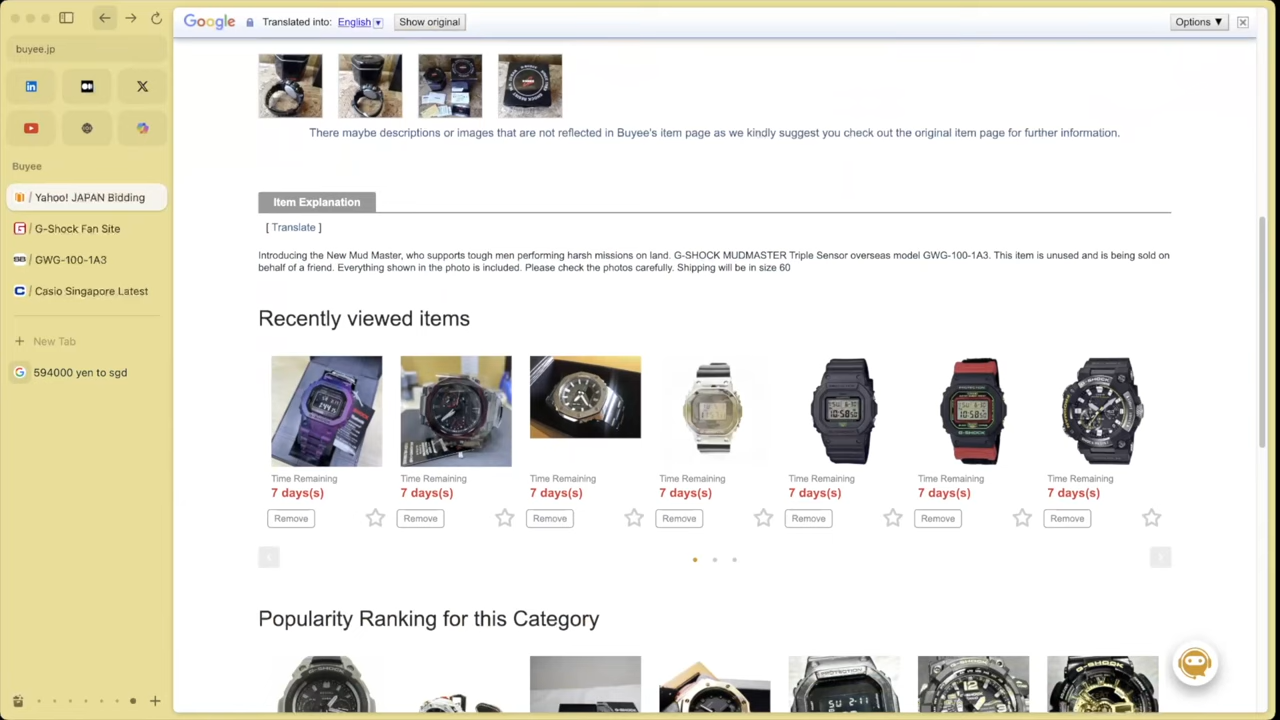 buyee.jp
Buyee
/ Yahoo! JAPAN Bidding
/ G-Shock Fan Site
/ GWG-100-1A3
/ Casio Singapore Latest
+ New Tab
594000 yen to sgd
Google Translated into: English ▼ Show original Options ▼
There maybe descriptions or images that are not reflected in Buyee's item page as we kindly suggest you check out the original item page for further information.
Item Explanation
[ Translate ]
Introducing the New Mud Master, who supports tough men performing harsh missions on land. G-SHOCK MUDMASTER Triple Sensor overseas model GWG-100-1A3. This item is unused and is being sold on
behalf of a friend. Everything shown in the photo is included. Please check the photos carefully. Shipping will be in size 60
Recently viewed items
Time Remaining Time Remaining Time Remaining Time Remaining Time Remaining Time Remaining Time Remaining
7 days(s) 7 days(s) 7 days(s) 7 days(s) 7 days(s) 7 days(s) 7 days(s)
Remove Remove Remove Remove Remove Remove Remove
Popularity Ranking for this Category